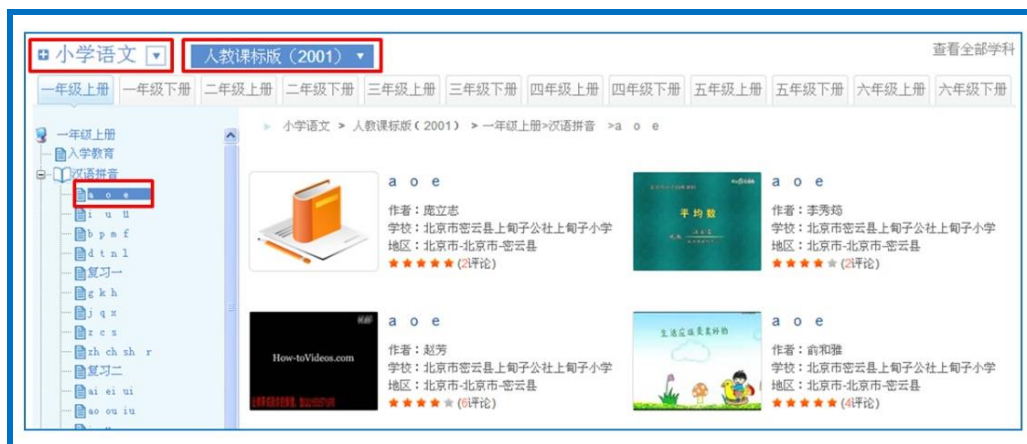 小学语文
人教课标版（2001）
查看全部学科
一年级上册 一年级下册 二年级上册 二年级下册 三年级上册 三年级下册 四年级上册 四年级下册 五年级上册 五年级下册 六年级上册 六年级下册
小学语文 > 人教课标版(2001) > 一年级上册>汉语拼音 >a o e
一年级上册
入学教育
汉语拼音
a o e
i u ü
b p m f
d t n l
复习一
g k h
j q x
z c s
zh ch sh r
复习二
ai ei ui
ao ou iu
a o e
作者：庞立志
学校：北京市密云县上甸子公社上甸子小学
地区：北京市-北京市-密云县
(2评论)
平均数
a o e
作者：李秀筠
学校：北京市密云县上甸子公社上甸子小学
地区：北京市-北京市-密云县
(2评论)
How-toVideos.com
a o e
作者：赵芳
学校：北京市密云县上甸子公社上甸子小学
地区：北京市-北京市-密云县
(6评论)
a o e
作者：俞和雅
学校：北京市密云县上甸子公社上甸子小学
地区：北京市-北京市-密云县
(4评论)